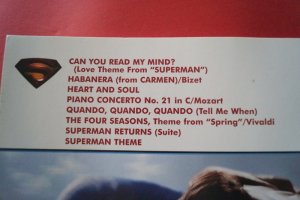 CAN YOU READ MY MIND?
(Love Theme From "SUPERMAN")
HABANERA (from CARMEN)/Bizet
HEART AND SOUL
PIANO CONCERTO No. 21 in C/Mozart
QUANDO, QUANDO, QUANDO (Tell Me When)
THE FOUR SEASONS, Theme from "Spring"/Vivaldi
SUPERMAN RETURNS (Suite)
SUPERMAN THEME